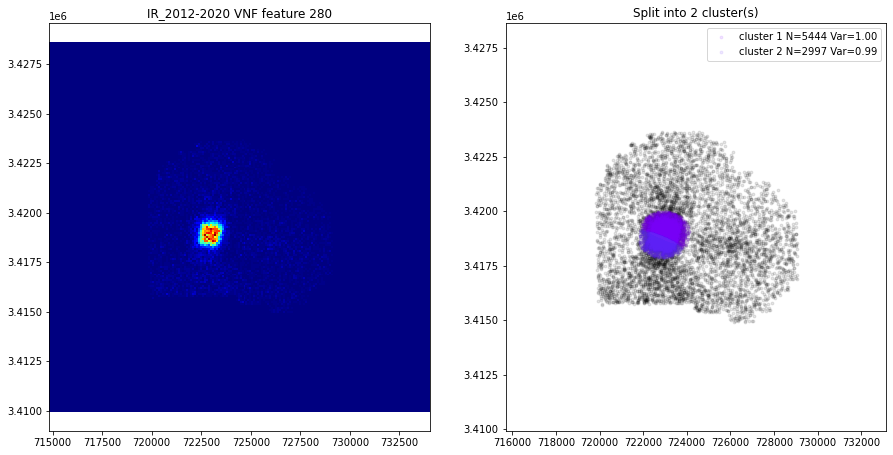 IR_2012-2020 VNF feature 280
1e6
3.4275
3.4250
3.4225
3.4200
3.4175
3.4150
3.4125
3.4100
715000 717500 720000 722500 725000 727500 730000 732500
Split into 2 cluster(s)
1e6
cluster 1 N=5444 Var=1.00
cluster 2 N=2997 Var=0.99
3.4275
3.4250
3.4225
3.4200
3.4175
3.4150
3.4125
3.4100
716000 718000 720000 722000 724000 726000 728000 730000 732000